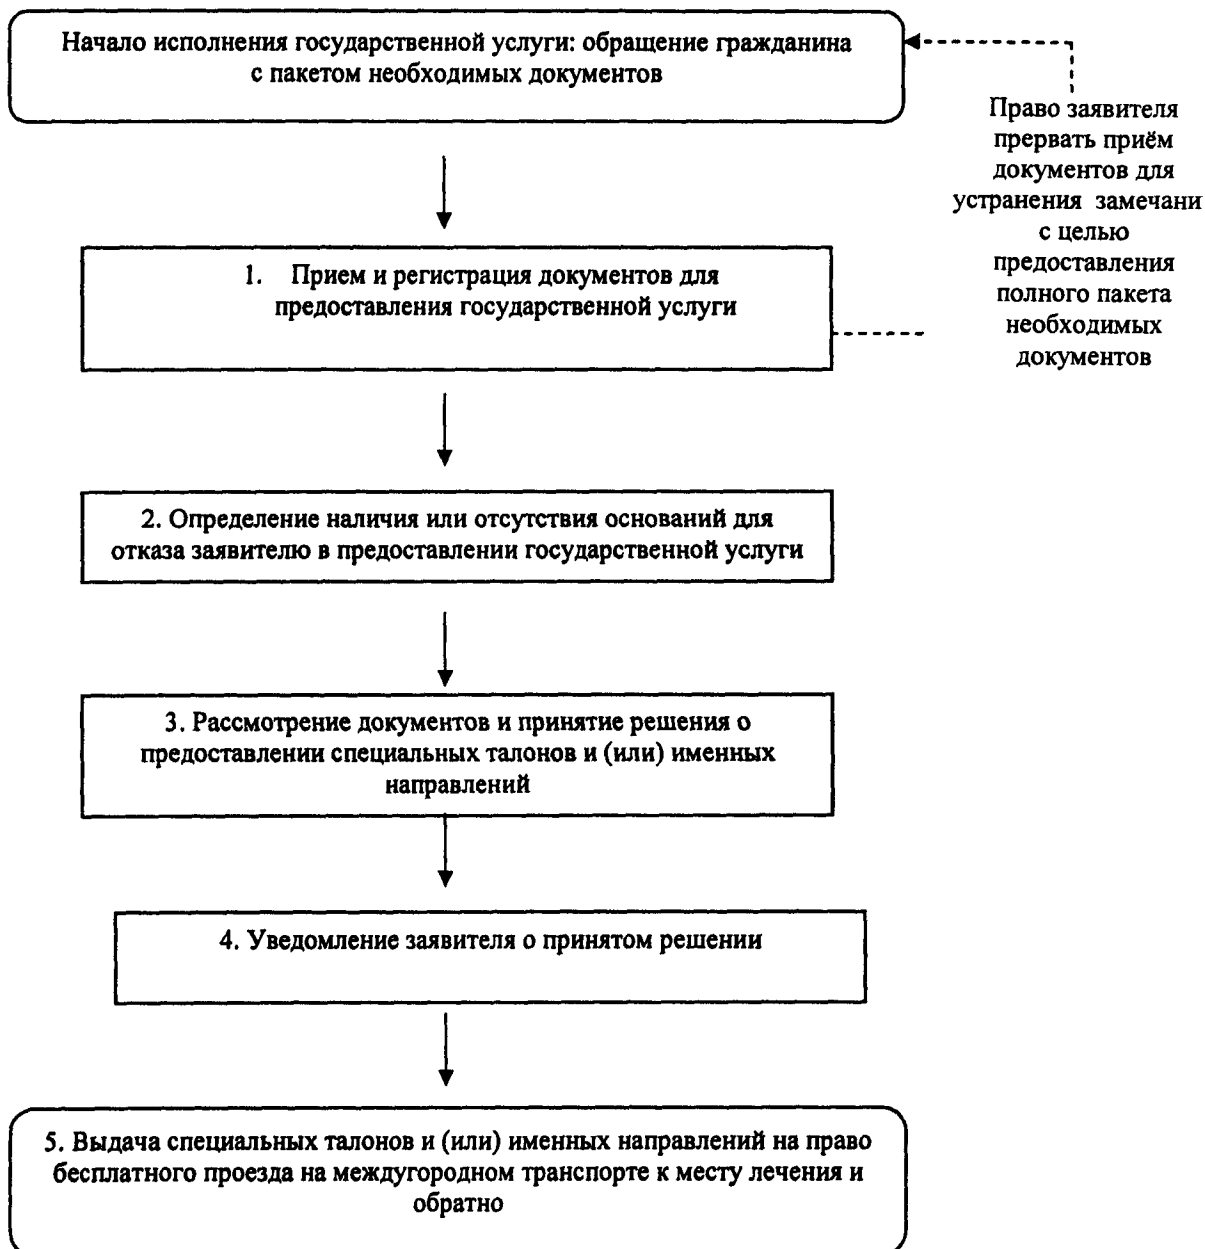 Начало исполнения государственной услуги: обращение гражданина
с пакетом необходимых документов
Право заявителя
прервать приём
документов для
устранения замечани
с целью
предоставления
полного пакета
необходимых
документов
1. Прием и регистрация документов для
предоставления государственной услуги
2. Определение наличия или отсутствия оснований для
отказа заявителю в предоставлении государственной услуги
3. Рассмотрение документов и принятие решения о
предоставлении специальных талонов и (или) именных
направлений
4. Уведомление заявителя о принятом решении
5. Выдача специальных талонов и (или) именных направлений на право
бесплатного проезда на междугородном транспорте к месту лечения и
обратно